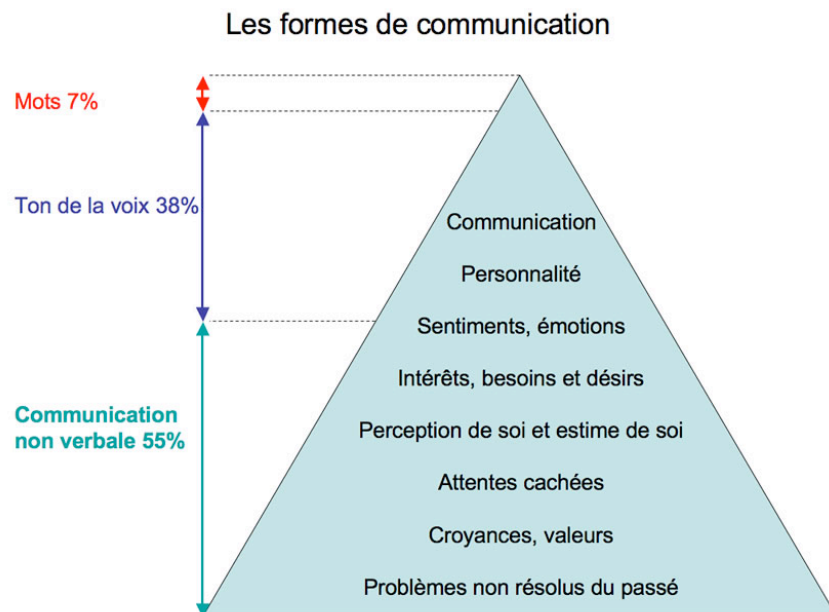 Les formes de communication
Mots 7%
Ton de la voix 38%
Communication
Personnalité
Sentiments, émotions
Intérêts, besoins et désirs
Communication
non verbale 55%
Perception de soi et estime de soi
Attentes cachées
Croyances, valeurs
Problèmes non résolus du passé